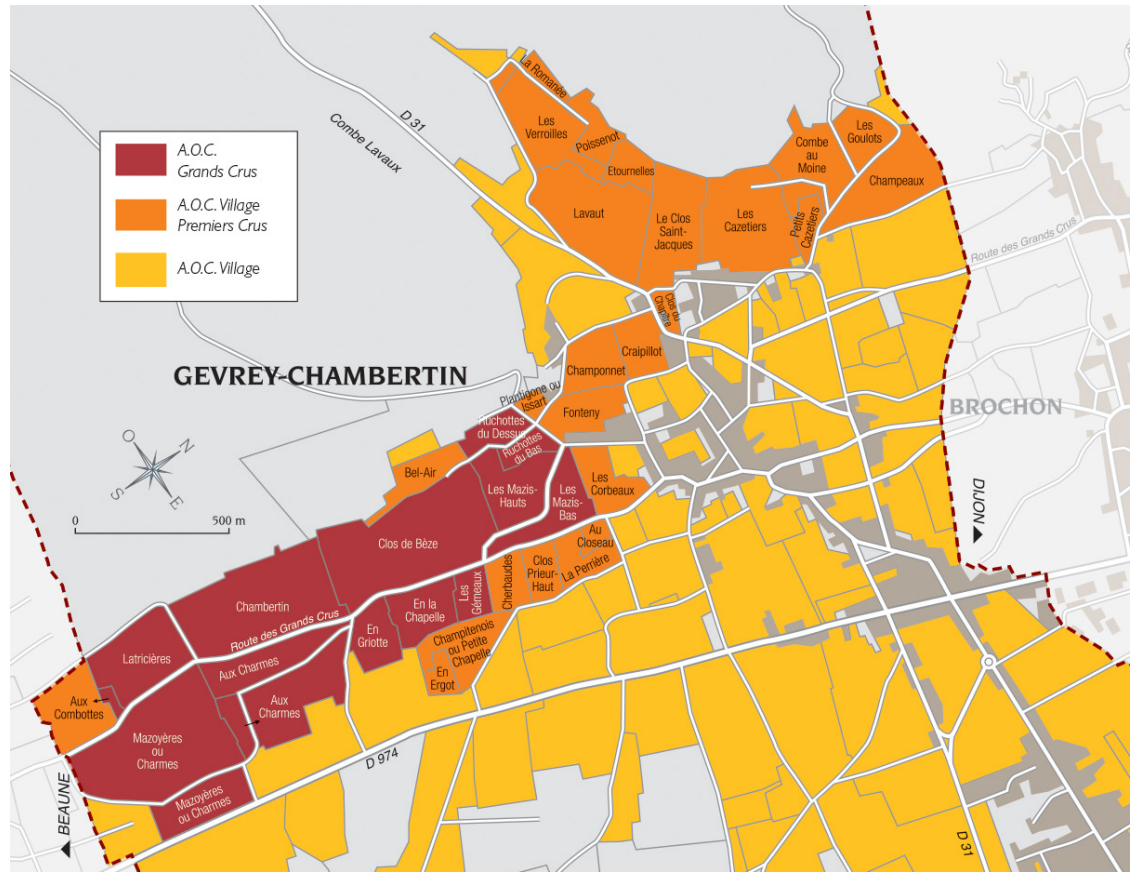 A.O.C.
Grands Crus
A.O.C. Village
Premiers Crus
A.O.C. Village
D 31
Combe Lavaux
La Romanée
Les
Verroilles
Poissenot
Etournelles
Lavaut
Le Clos
Saint-
Jacques
Les
Cazetiers
Petits
Cazetiers
Combe
au
Moine
Les
Goulots
Champeaux
Route des Grands Crus
Clos du
Chapître
Craipillot
Champonnet
GEVREY-CHAMBERTIN
Plantigone ou
Issart
Fonteny
BROCHON
Ruchottes
du Dessus
Ruchottes
du Bas
Bel-Air
Les Mazis-
Hauts
Les
Mazis-
Bas
Les
Corbeaux
O
N
S
E
0
500 m
DIJON
Clos de Bèze
Au
Closeau
La Perrière
Clos
Prieur-
Haut
Cherbaudes
Les
Gémeaux
En la
Chapelle
Chambertin
Route des Grands Crus
En
Griotte
Champitenois
ou Petite
Chapelle
En
Ergot
Latricières
Aux Charmes
Aux
Charmes
Aux
Combottes
Mazoyères
ou
Charmes
Mazoyères
ou Charmes
D 974
BEAUNE
D 31